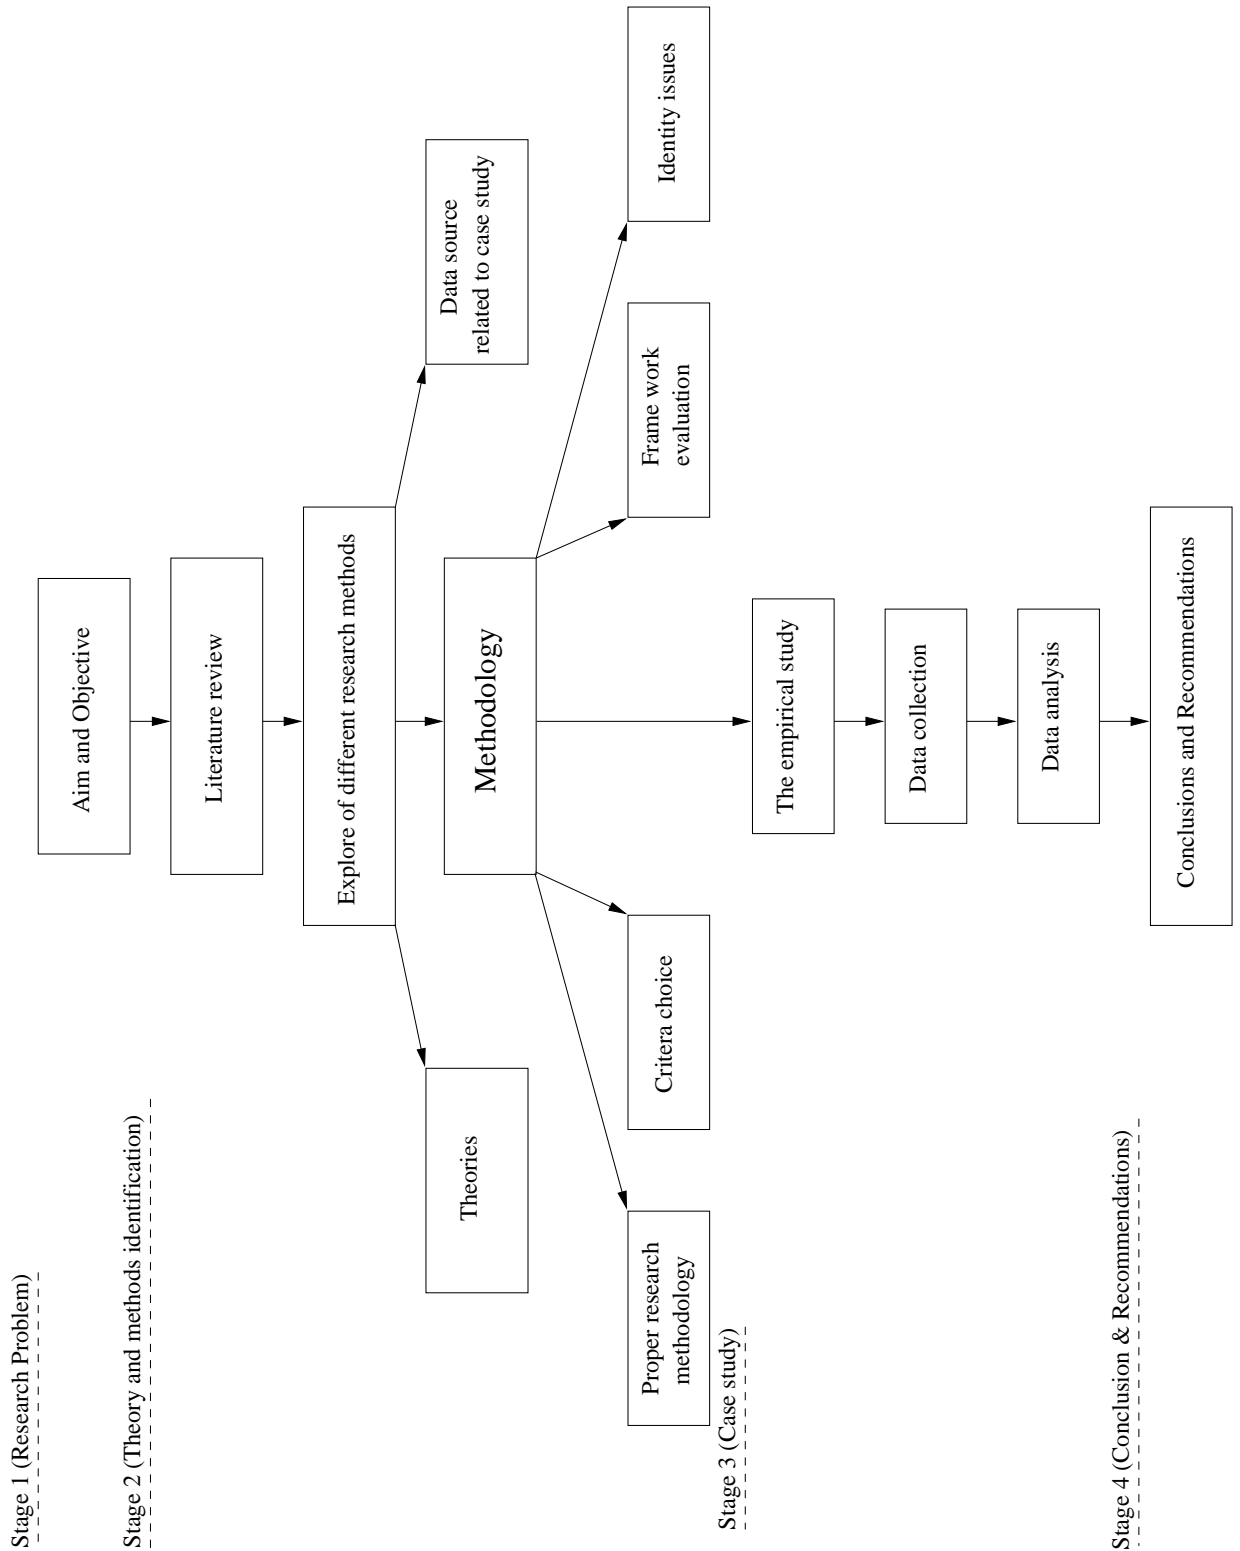 Stage 1 (Research Problem)
Aim and Objective
Stage 2 (Theory and methods identification)
Literature review
Explore of different research methods
Theories
Methodology
Data source
related to case study
Proper research
methodology
Critera choice
Frame work
evaluation
Identity issues
Stage 3 (Case study)
The empirical study
Data collection
Data analysis
Stage 4 (Conclusion & Recommendations)
Conclusions and Recommendations